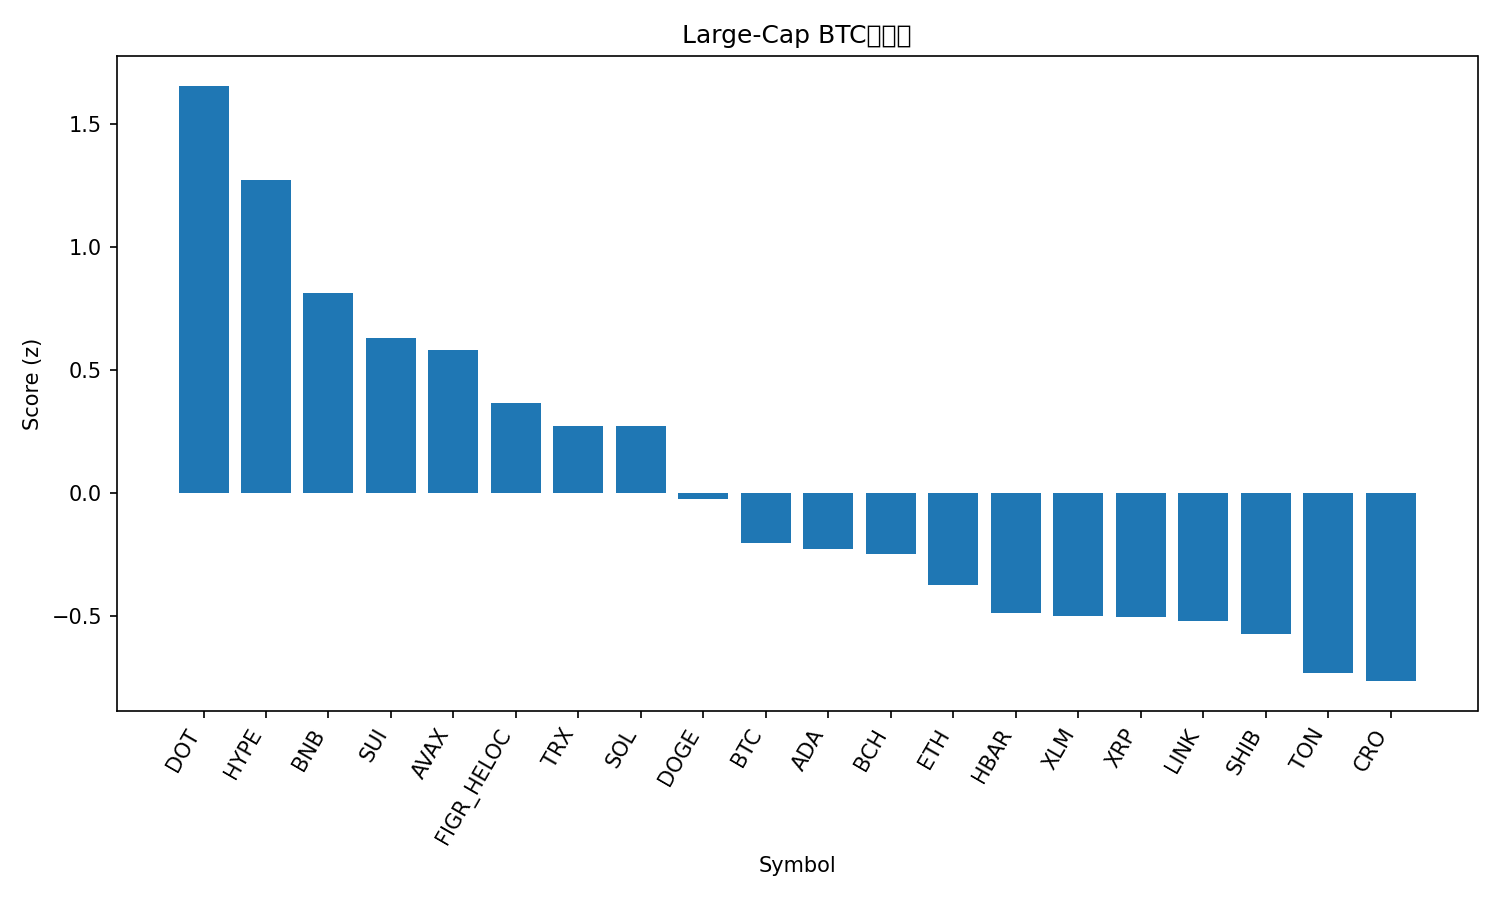 Large-Cap BTC
1.5
1.0
0.5
0.0
−0.5
Score (z)
DOT
HYPE
BNB
SUI
AVAX
FIGR_HELOC
TRX
SOL
DOGE
BTC
ADA
BCH
ETH
HBAR
XLM
XRP
LINK
SHIB
TON
CRO
Symbol